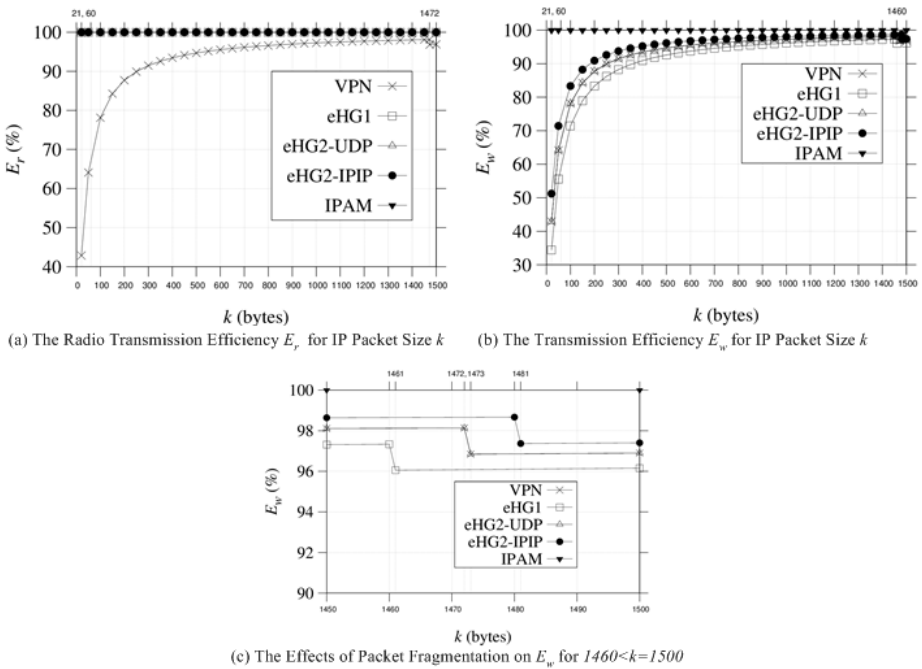 21, 60 1472
100
90
80
70
60
50
40
E_r (%)
VPN
eHG1
eHG2-UDP
eHG2-IPIP
IPAM
0 100 200 300 400 500 600 700 800 900 1000 1100 1200 1300 1400 1500
k (bytes)
(a) The Radio Transmission Efficiency E_r for IP Packet Size k
21, 60 1460
100
90
80
70
60
50
40
30
E_w (%)
VPN
eHG1
eHG2-UDP
eHG2-IPIP
IPAM
0 100 200 300 400 500 600 700 800 900 1000 1100 1200 1300 1400 1500
k (bytes)
(b) The Transmission Efficiency E_w for IP Packet Size k
1461 1472, 1473 1481
100
98
96
94
92
90
E_w (%)
VPN
eHG1
eHG2-UDP
eHG2-IPIP
IPAM
1450 1460 1470 1480 1490 1500
k (bytes)
(c) The Effects of Packet Fragmentation on E_w for 1460<k=1500